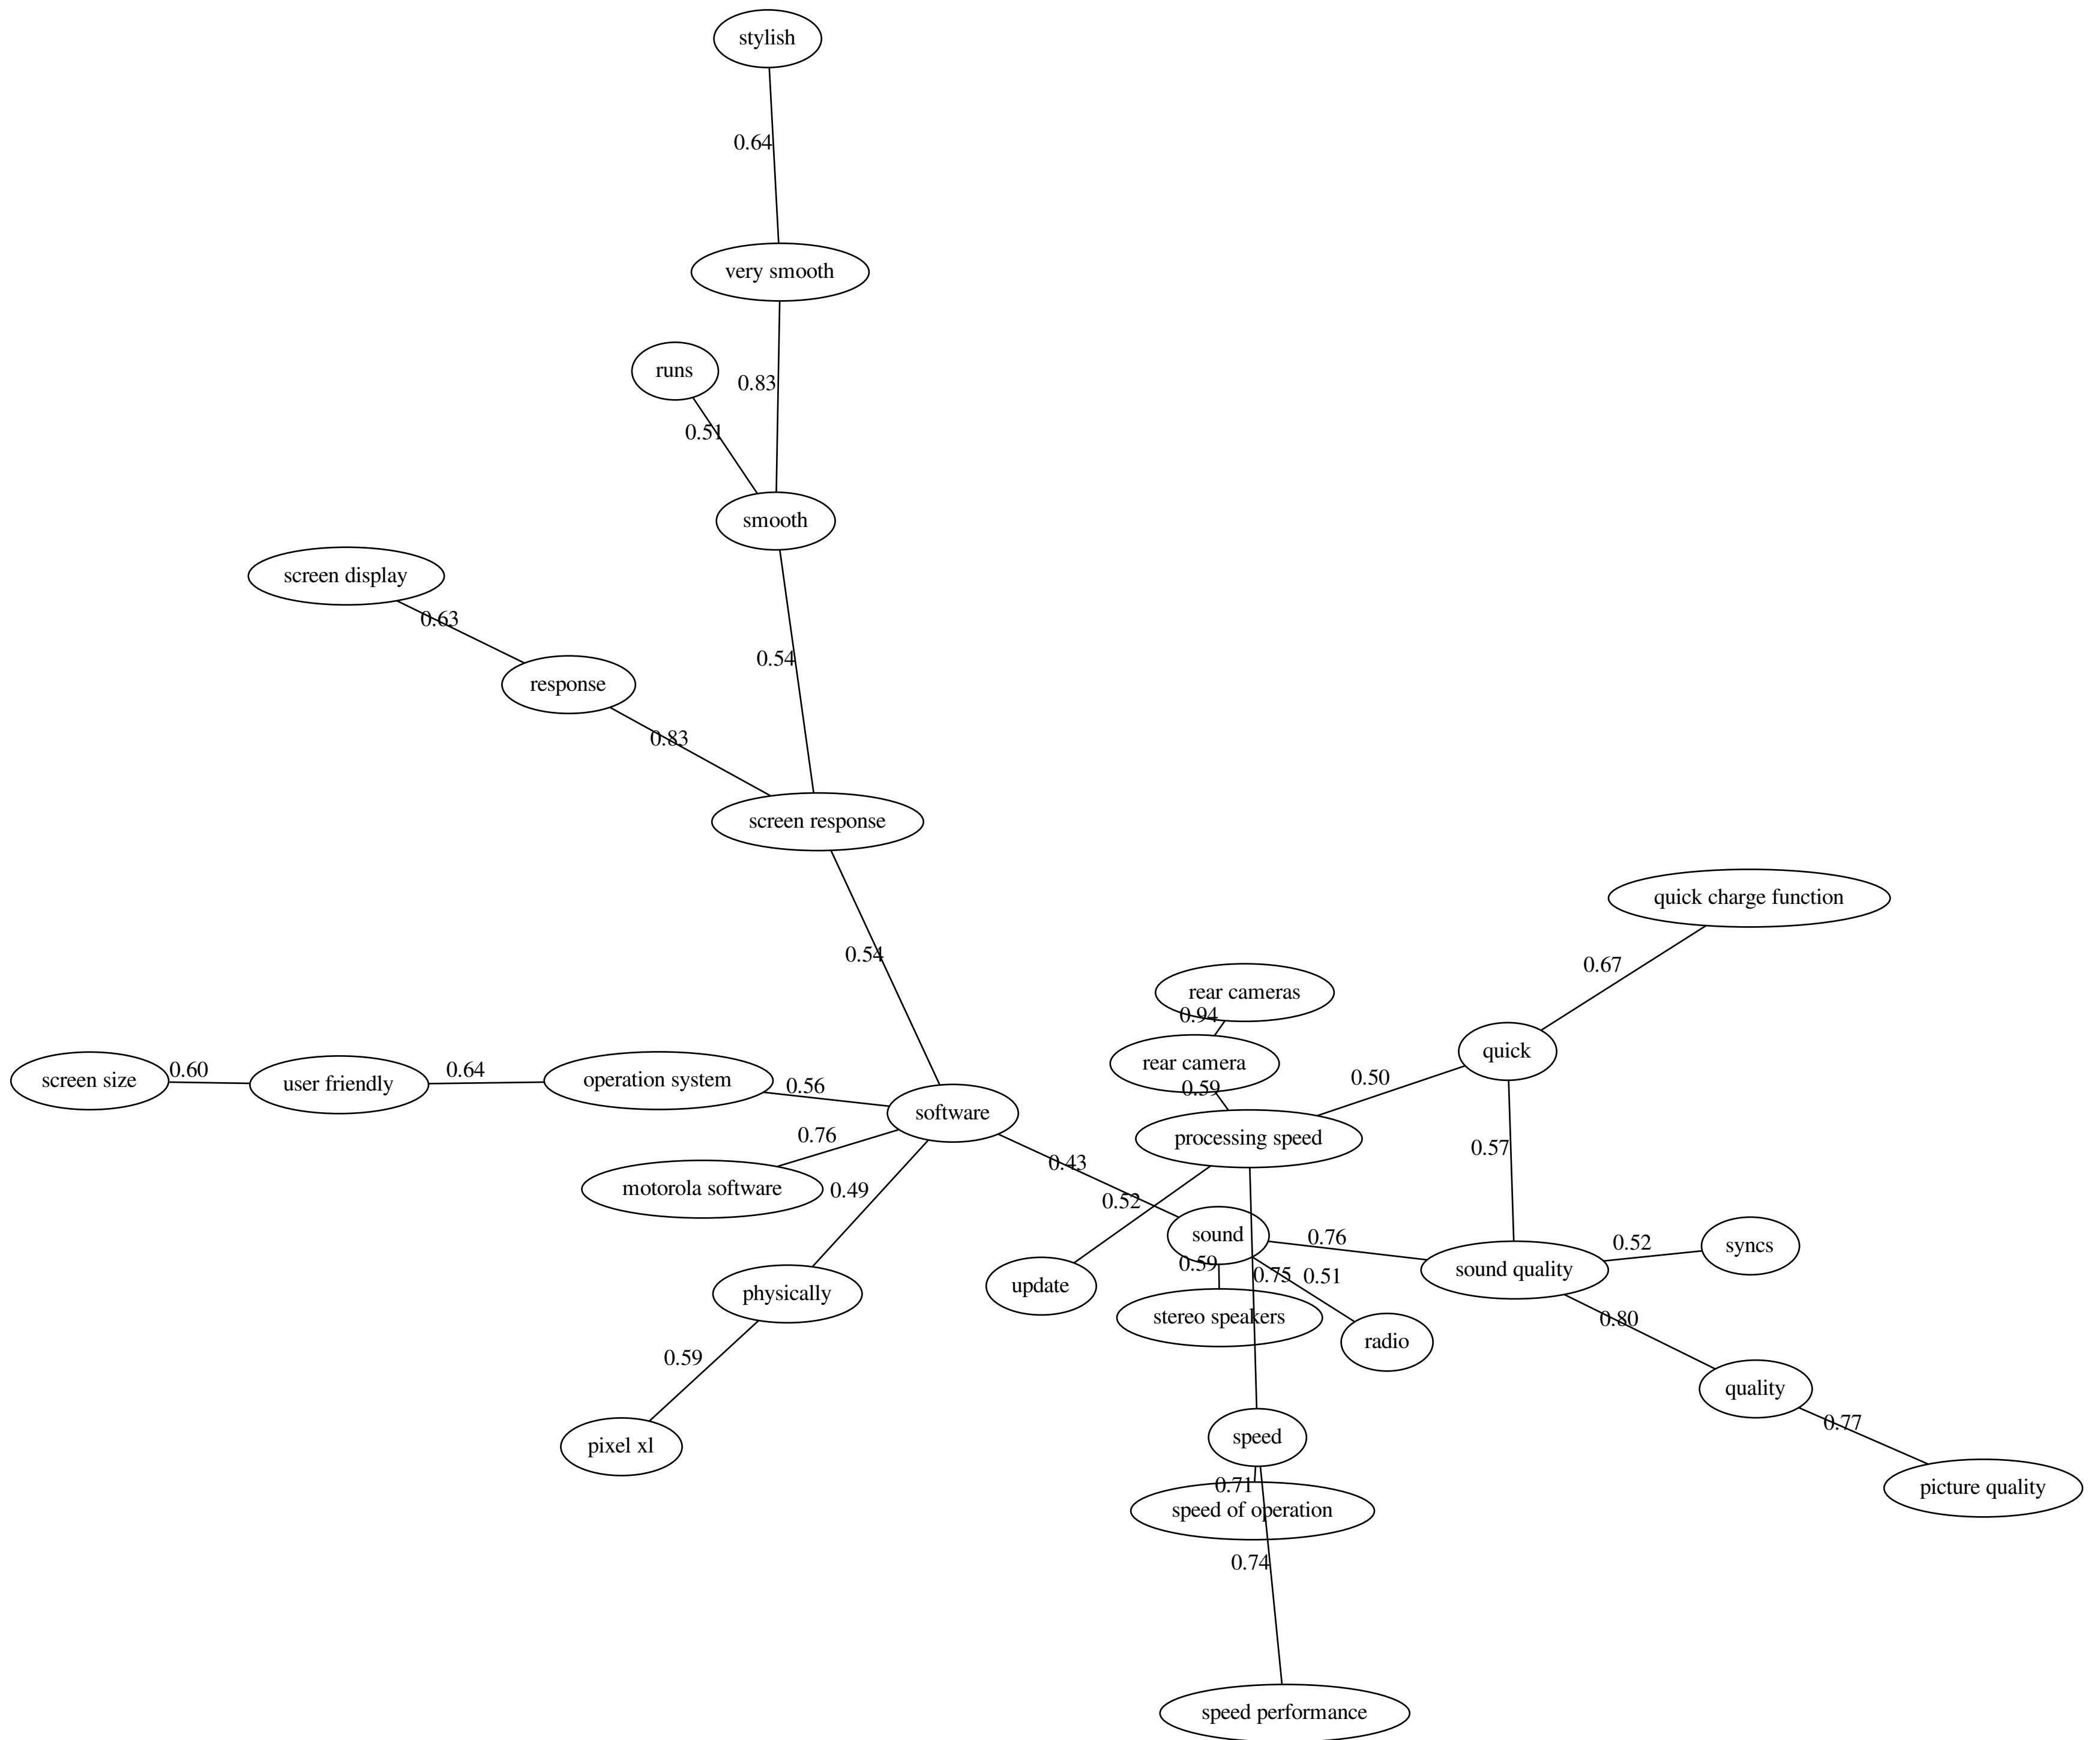 stylish
0.64
very smooth
runs
0.83
0.51
smooth
screen display
0.63
0.54
response
0.83
screen response
quick charge function
0.54
0.67
rear cameras
0.94
quick
rear camera
screen size
0.60
user friendly
0.64
operation system
0.56
0.59
0.50
software
0.76
processing speed
0.57
0.43
motorola software
0.49
0.52
sound
0.76
0.52
syncs
0.59
0.75
0.51
sound quality
update
physically
stereo speakers
0.80
radio
0.59
quality
0.77
pixel xl
speed
0.71
picture quality
speed of operation
0.74
speed performance